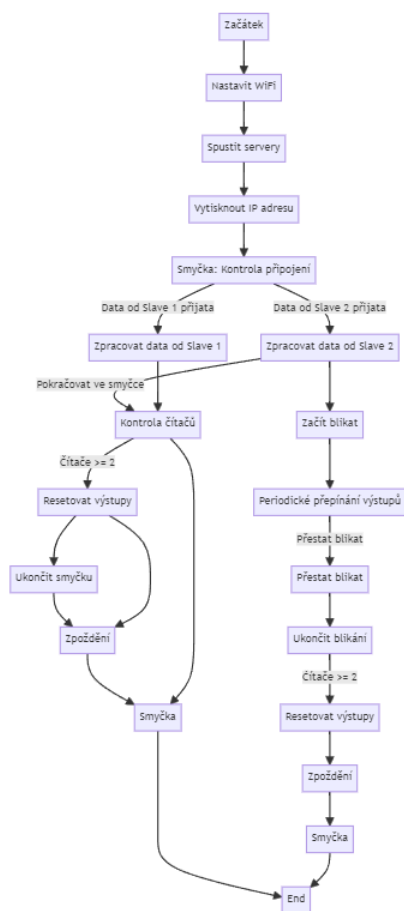 Začátek
Nastavit WiFi
Spustit servery
Vytisknout IP adresu
Smyčka: Kontrola připojení
Data od Slave 1 přijata
Data od Slave 2 přijata
Zpracovat data od Slave 1
Zpracovat data od Slave 2
Pokračovat ve smyčce
Kontrola čítačů
Začít blikat
Čítače >= 2
Resetovat výstupy
Periodické přepínání výstupů
Přestat blikat
Ukončit smyčku
Přestat blikat
Zpoždění
Ukončit blikání
Čítače >= 2
Smyčka
Resetovat výstupy
Zpoždění
Smyčka
End